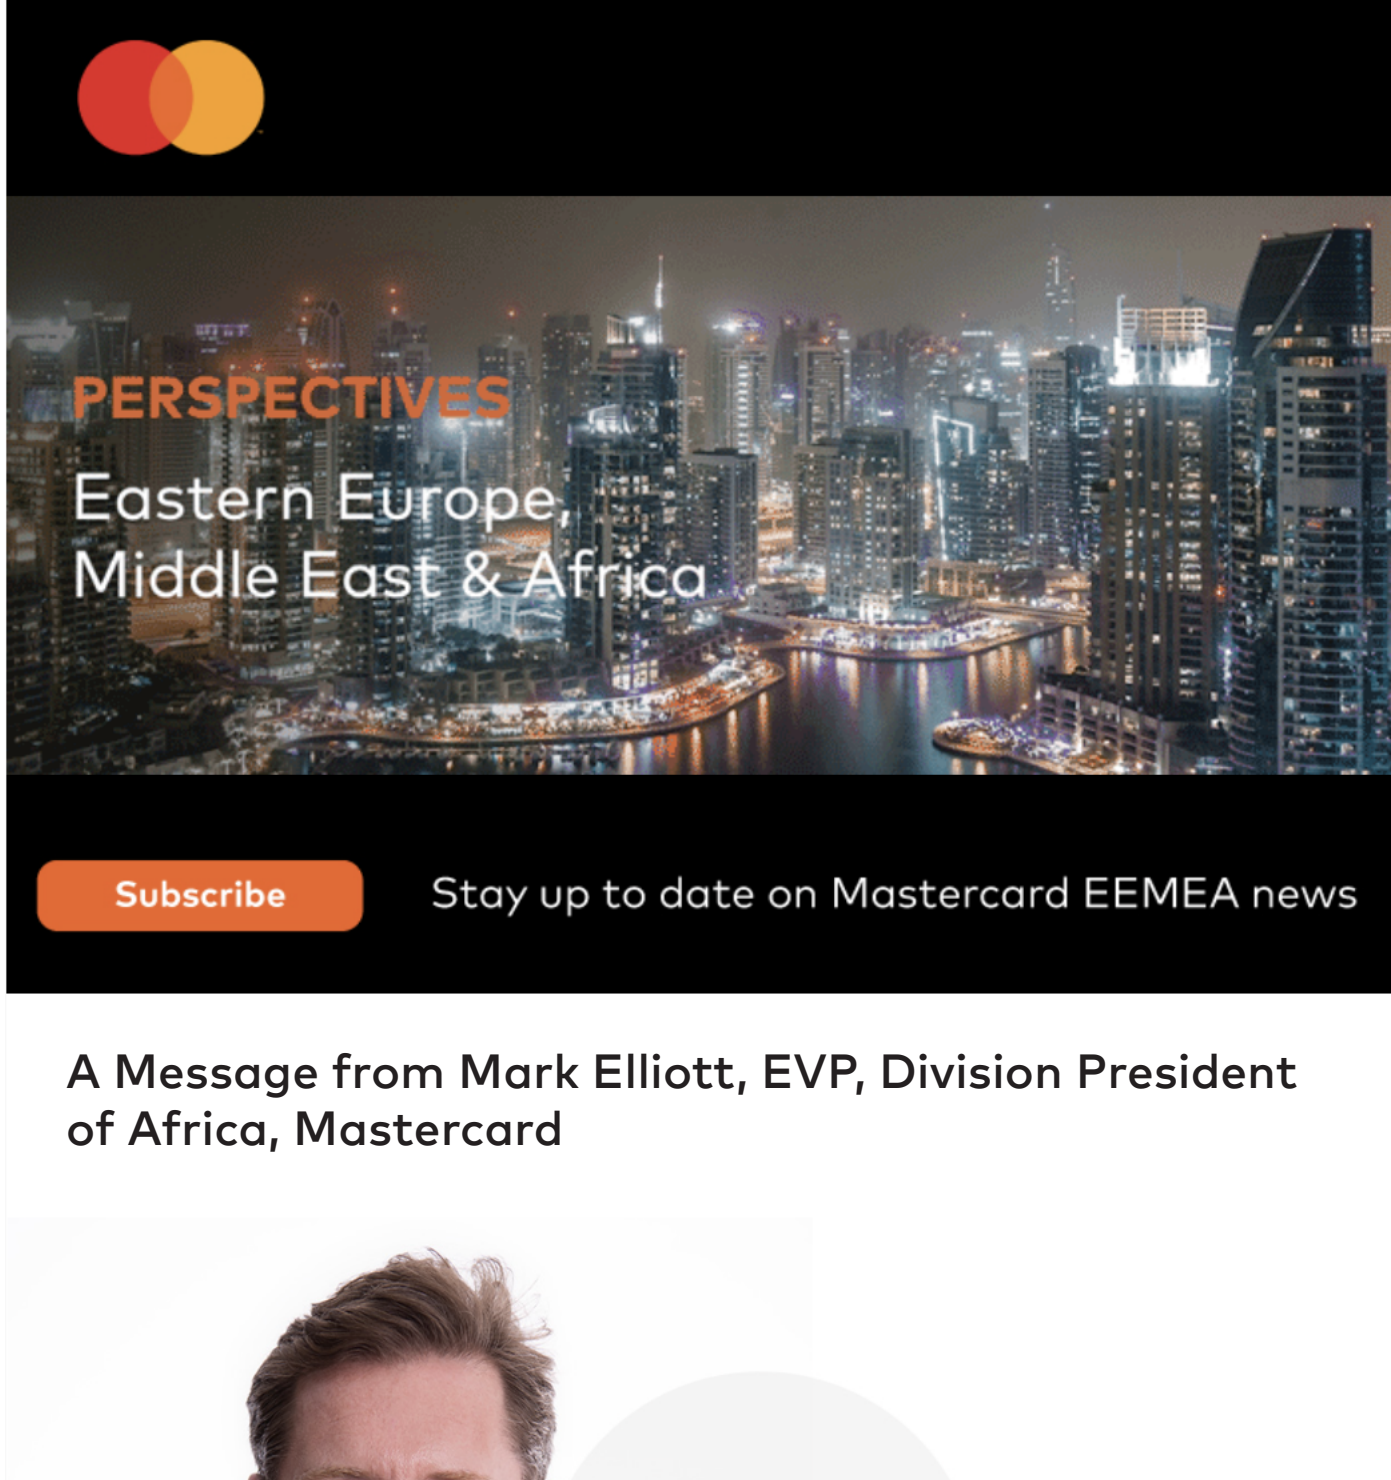 PERSPECTIVES
Eastern Europe,
Middle East & Africa
Subscribe
Stay up to date on Mastercard EEMEA news
A Message from Mark Elliott, EVP, Division President
of Africa, Mastercard